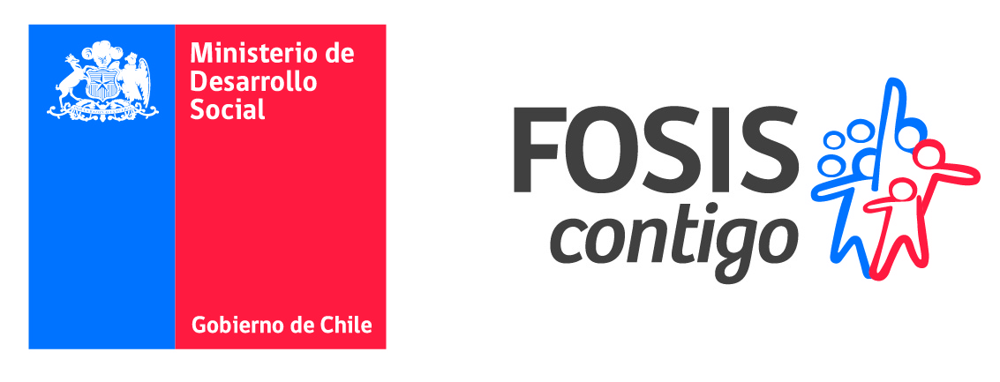 Ministerio de
Desarrollo
Social
Gobierno de Chile
FOSIS
contigo